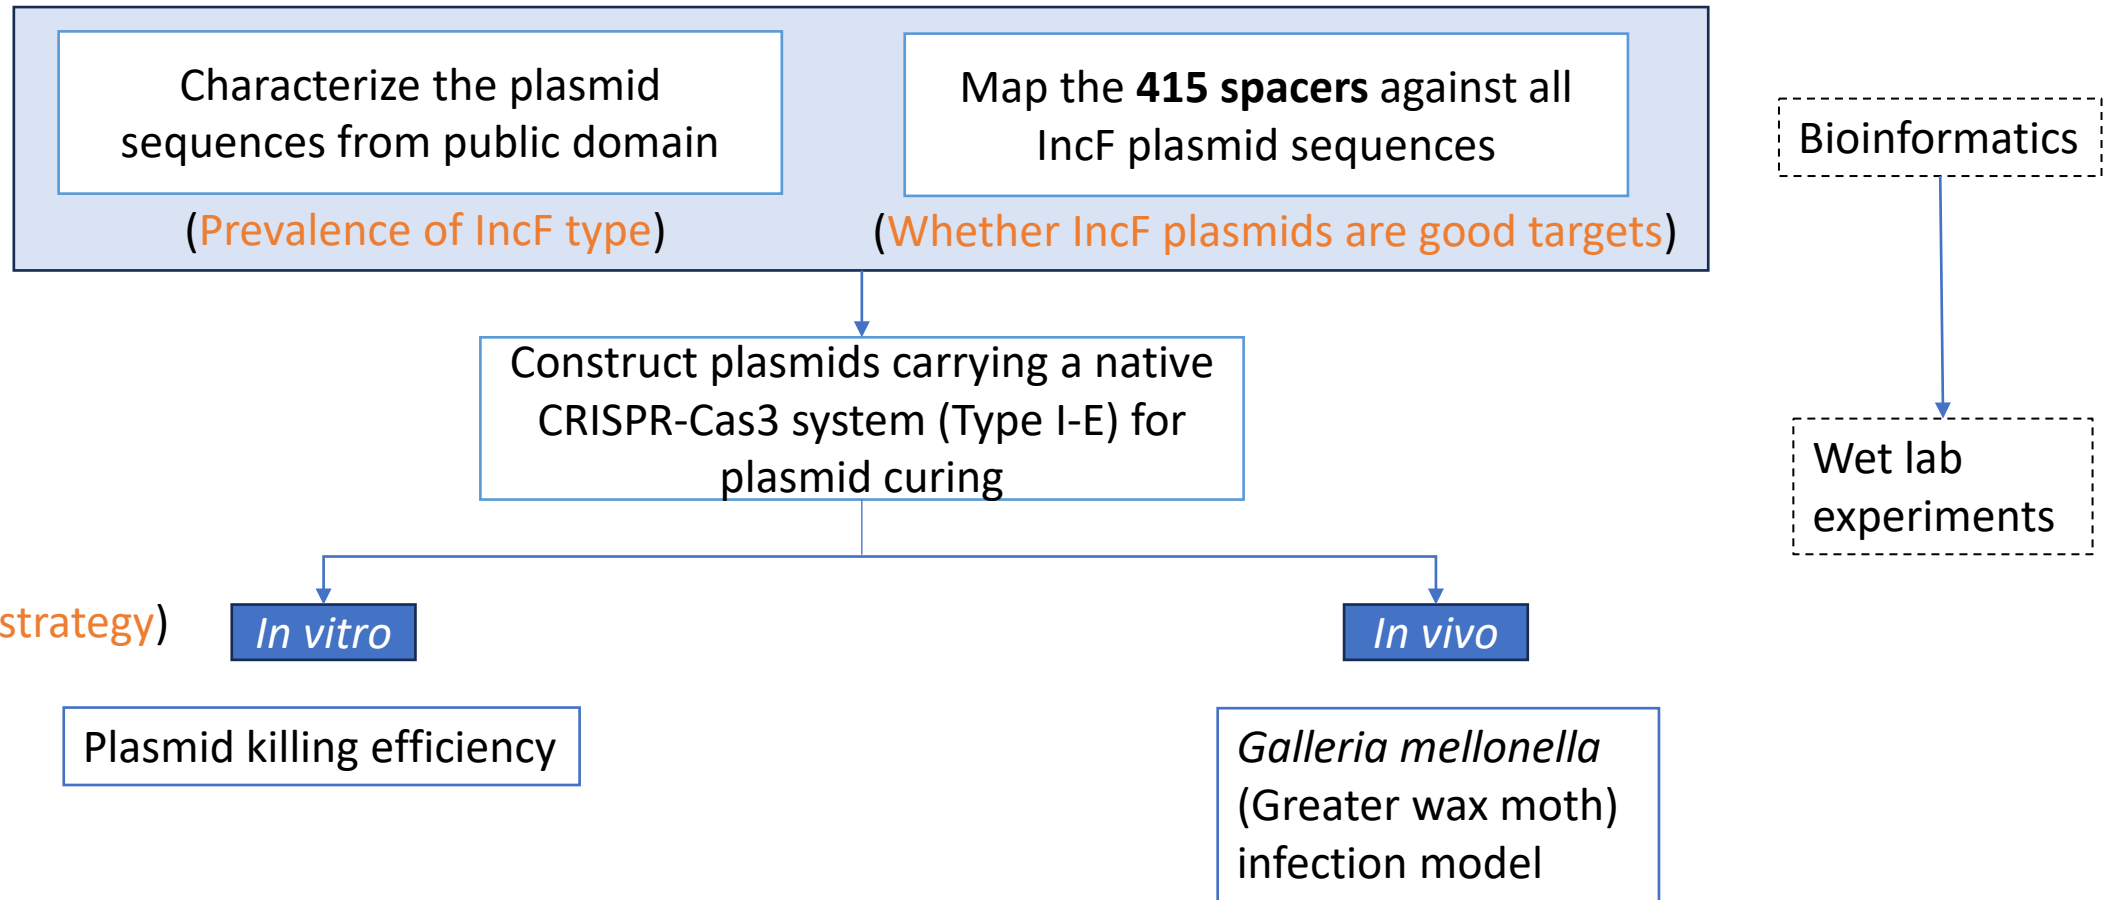 Characterize the plasmid
sequences from public domain
(Prevalence of IncF type)
Map the 415 spacers against all
IncF plasmid sequences
(Whether IncF plasmids are good targets)
Bioinformatics
Construct plasmids carrying a native
CRISPR-Cas3 system (Type I-E) for
plasmid curing
Wet lab
experiments
strategy)
In vitro
In vivo
Plasmid killing efficiency
Galleria mellonella
(Greater wax moth)
infection model